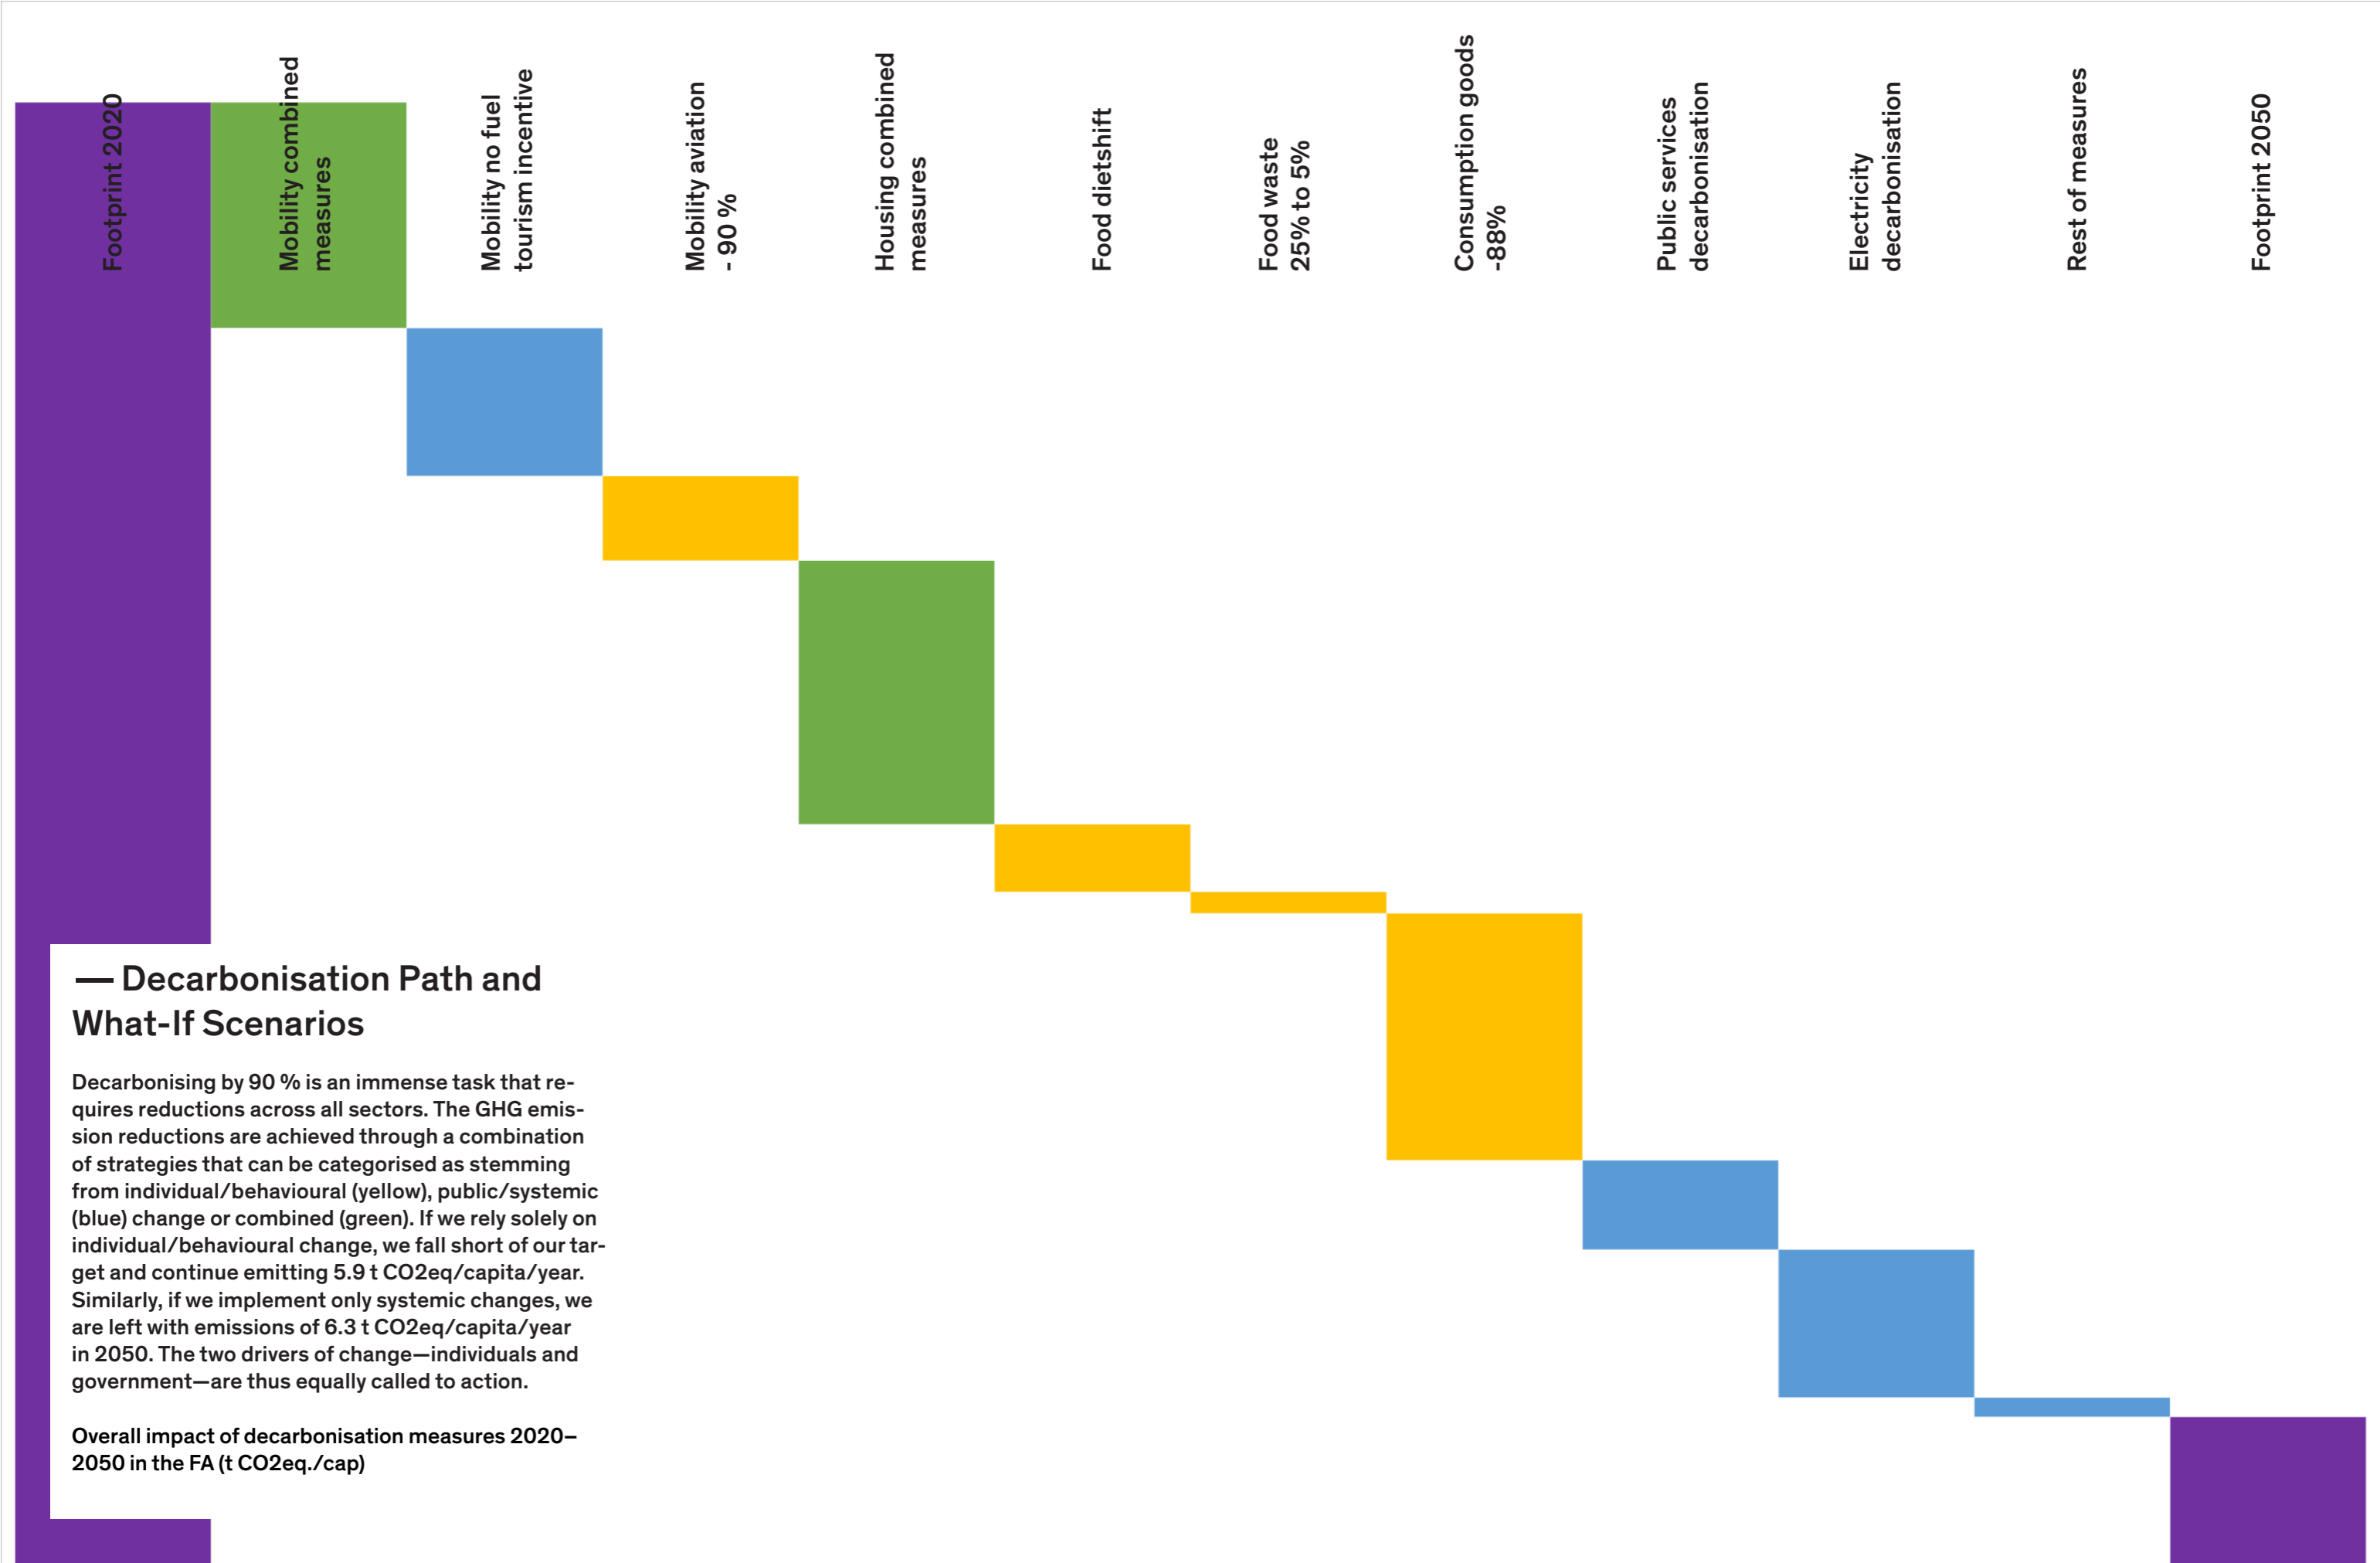 Footprint 2020
Mobility combined
measures
Mobility no fuel
tourism incentive
Mobility aviation
- 90 %
Housing combined
measures
Food dietshift
Food waste
25% to 5%
Consumption goods
-88%
Public services
decarbonisation
Electricity
decarbonisation
Rest of measures
Footprint 2050
— Decarbonisation Path and
What-If Scenarios
Decarbonising by 90 % is an immense task that re-
quires reductions across all sectors. The GHG emis-
sion reductions are achieved through a combination
of strategies that can be categorised as stemming
from individual/behavioural (yellow), public/systemic
(blue) change or combined (green). If we rely solely on
individual/behavioural change, we fall short of our tar-
get and continue emitting 5.9 t CO2eq/capita/year.
Similarly, if we implement only systemic changes, we
are left with emissions of 6.3 t CO2eq/capita/year
in 2050. The two drivers of change—individuals and
government—are thus equally called to action.
Overall impact of decarbonisation measures 2020–
2050 in the FA (t CO2eq./cap)